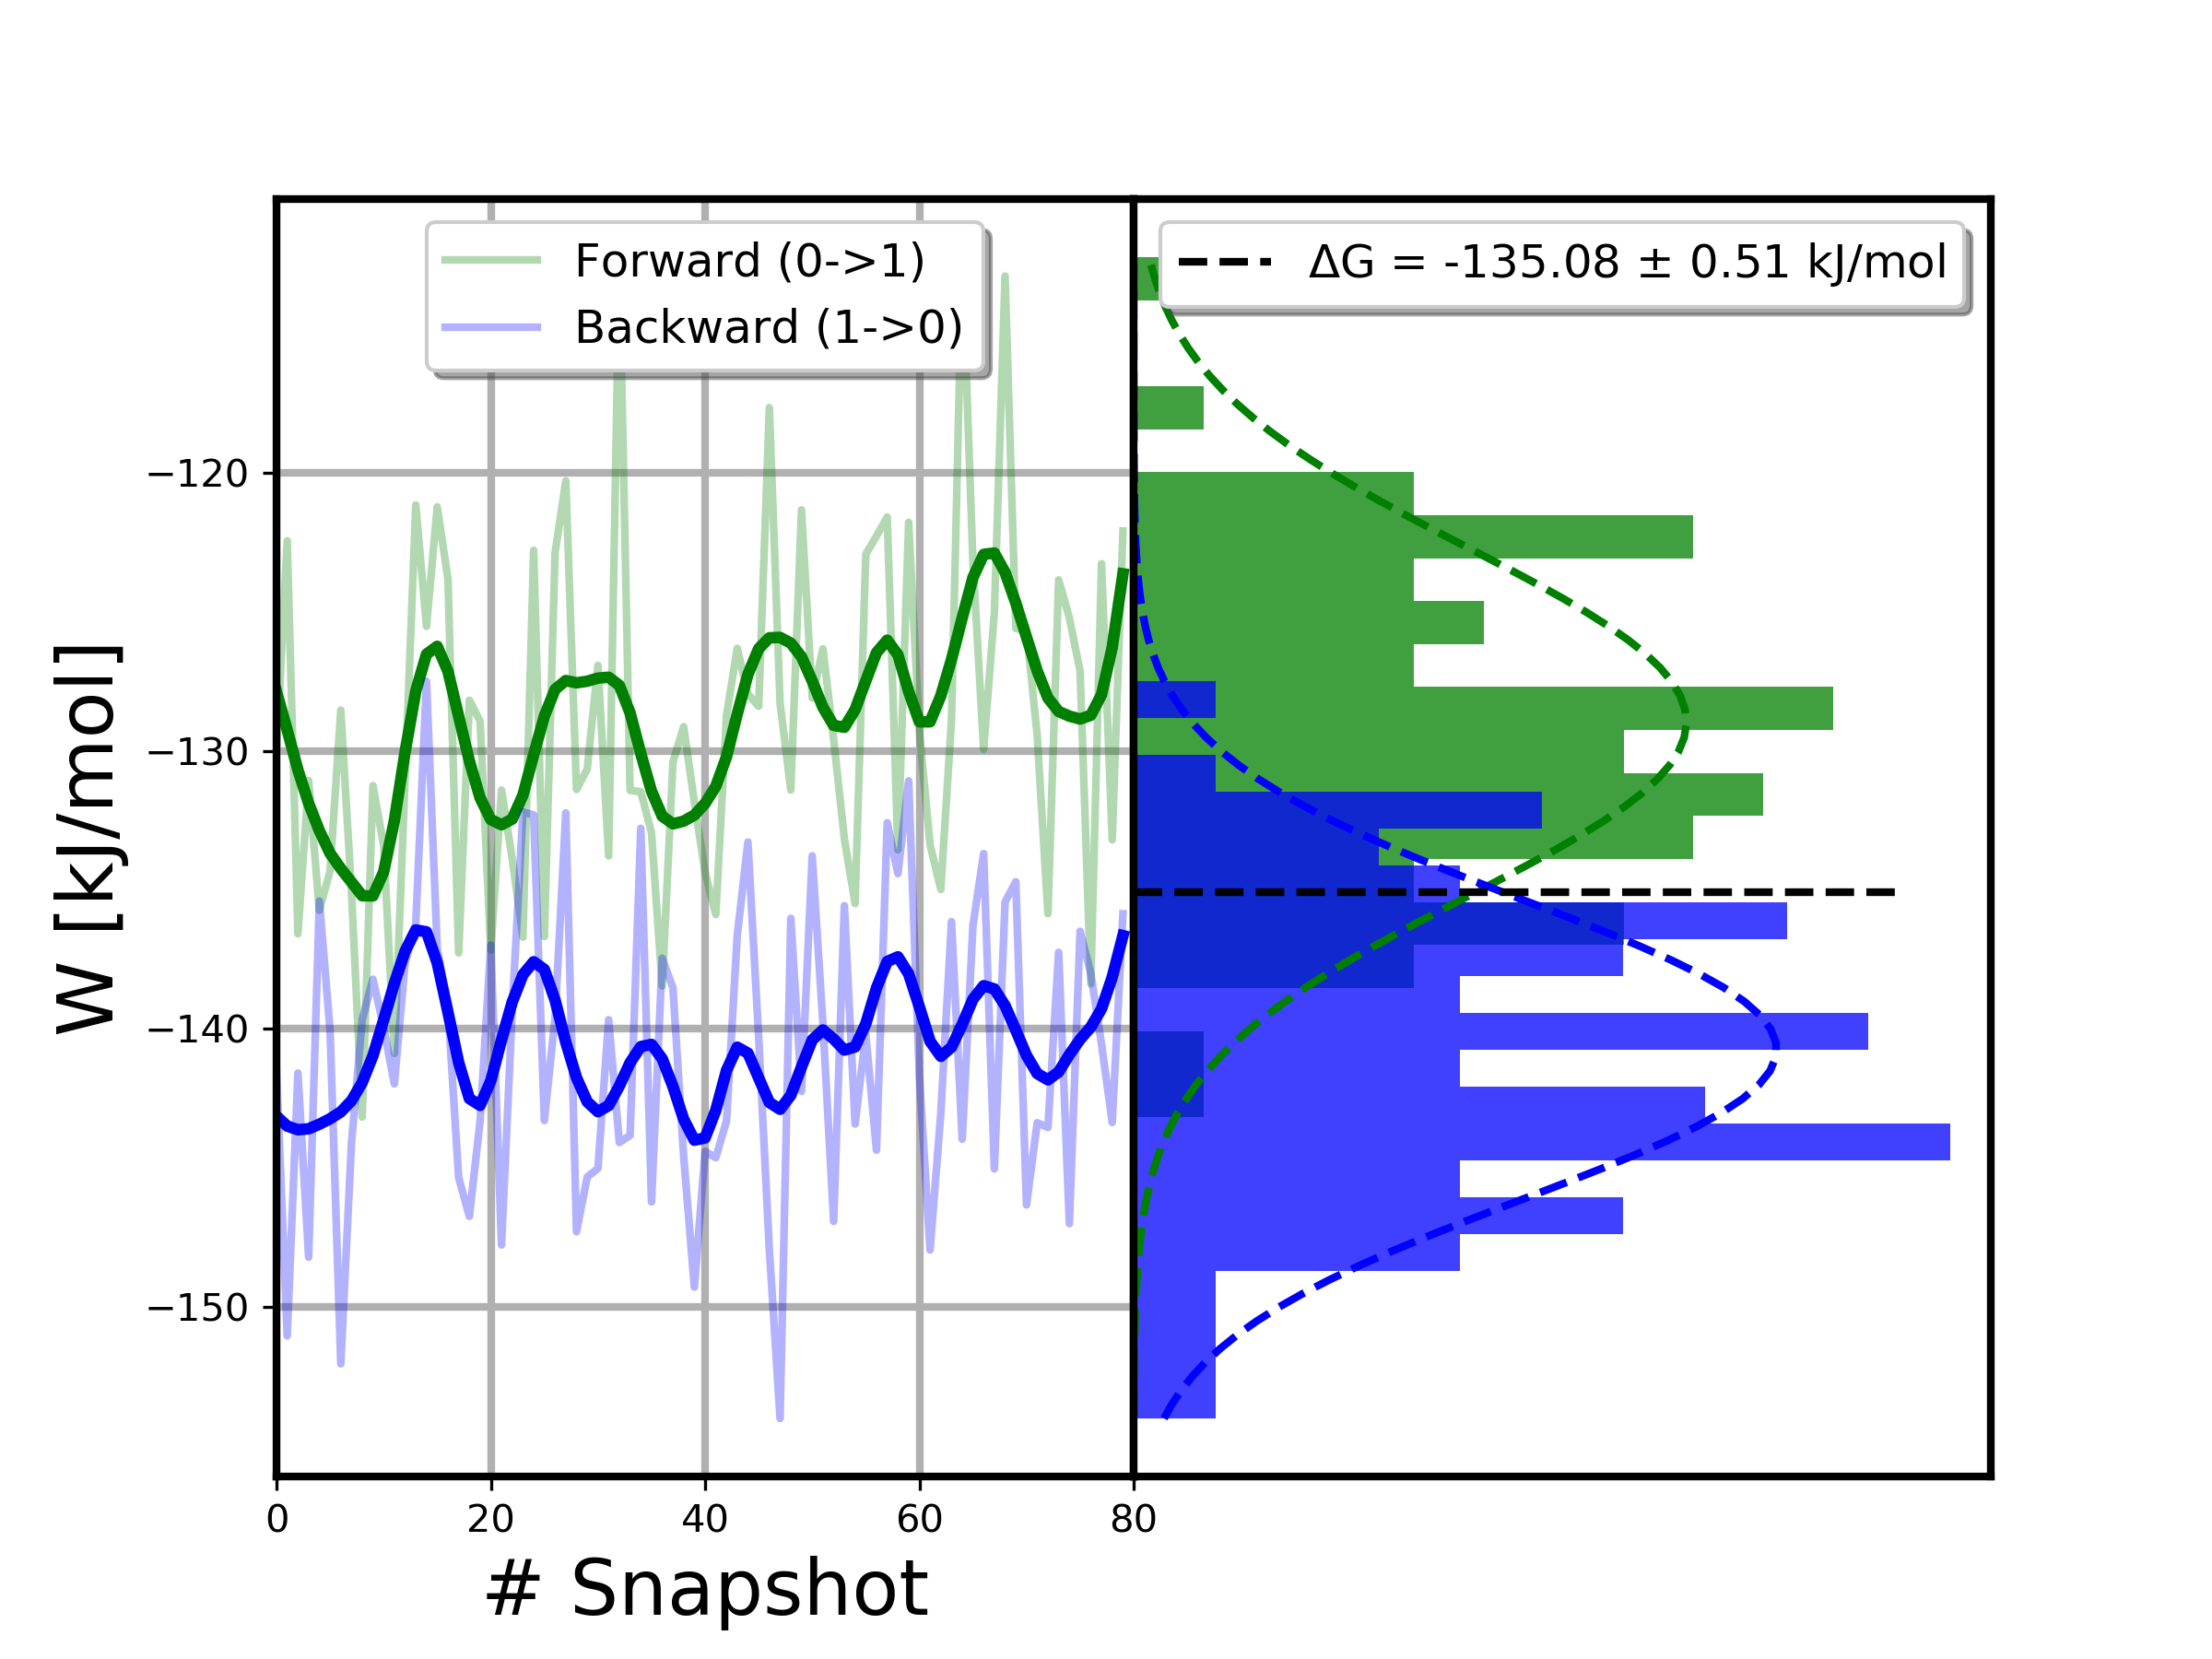 Forward (0->1)
Backward (1->0)
ΔG = -135.08 ± 0.51 kJ/mol
W [kJ/mol]
−120
−130
−140
−150
0 20 40 60 80
# Snapshot